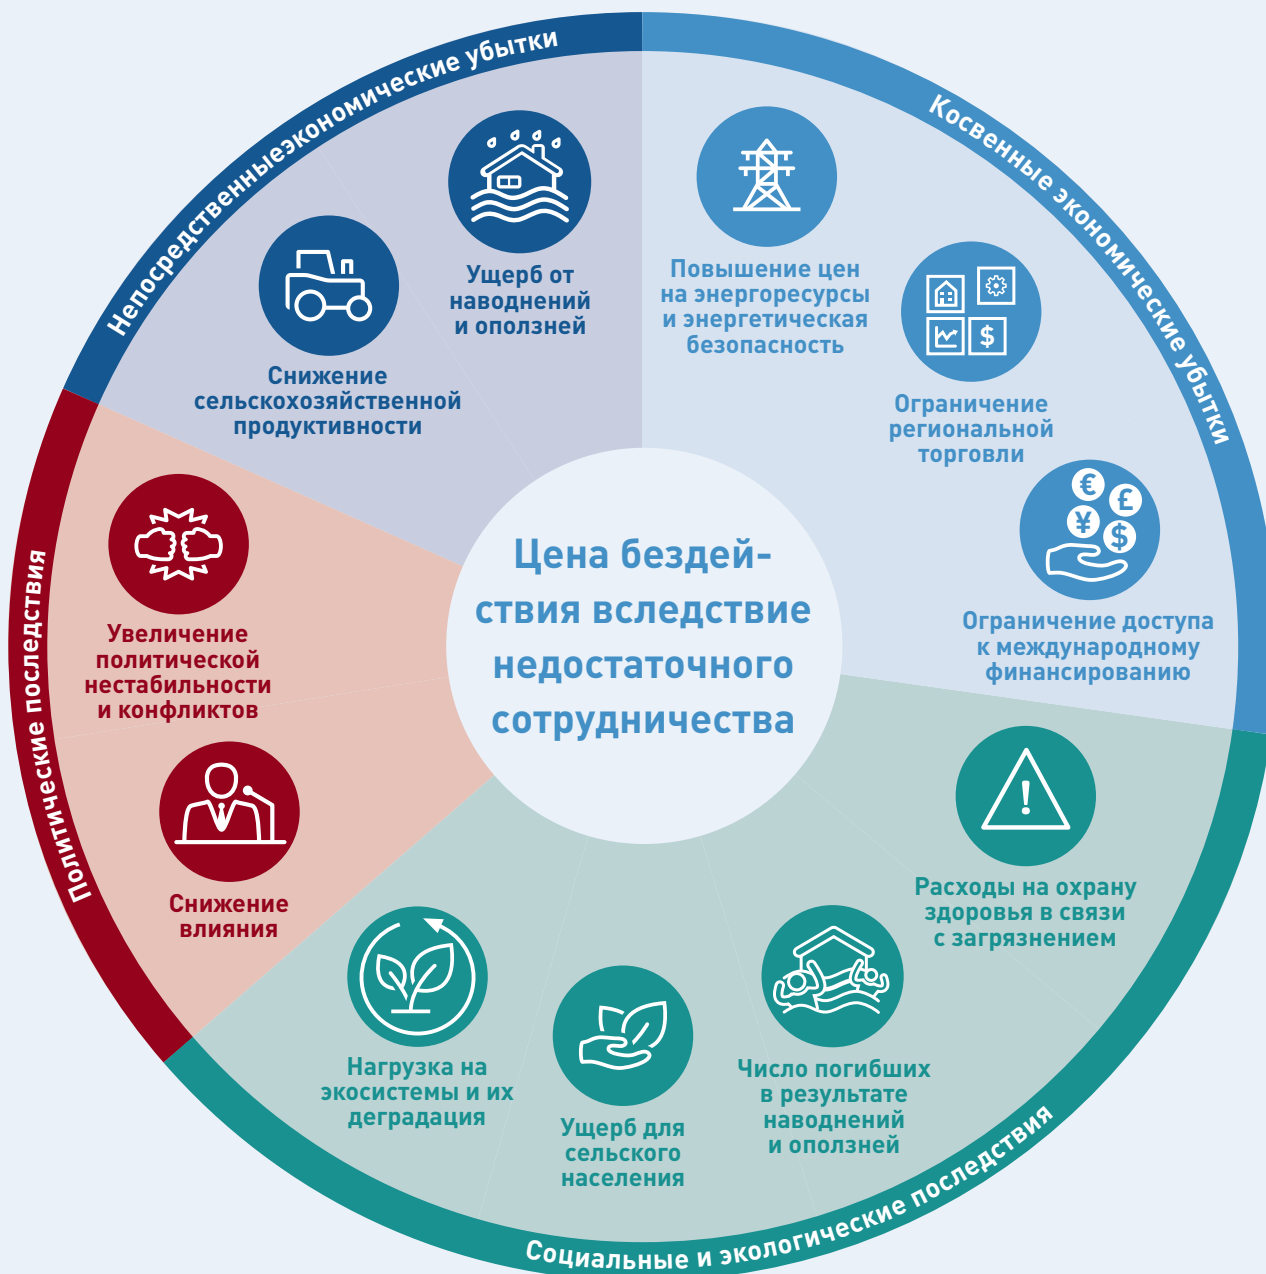 Цена бездей-
ствия вследствие
недостаточного
сотрудничества
Непосредственныеэкономические убытки
Ущерб от
наводнений
и оползней
Снижение
сельскохозяйственной
продуктивности
Косвенные экономические убытки
Повышение цен
на энергоресурсы
и энергетическая
безопасность
$
Ограничение
региональной
торговли
€
£
¥
$
Ограничение доступа
к международному
финансированию
Социальные и экологические последствия
!
Расходы на охрану
здоровья в связи
с загрязнением
Число погибших
в результате
наводнений
и оползней
Ущерб для
сельского
населения
Нагрузка на
экосистемы и их
деградация
Политические последствия
Снижение
влияния
Увеличение
политической
нестабильности
и конфликтов